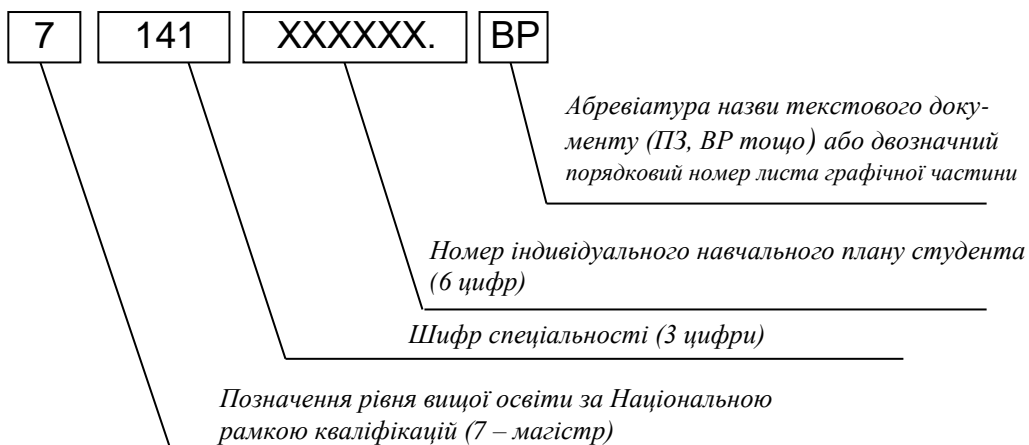 7 141 XXXXXX. ВР
Абревіатура назви текстового доку-
менту (ПЗ, ВР тощо) або двозначний
порядковий номер листа графічної частини
Номер індивідуального навчального плану студента
(6 цифр)
Шифр спеціальності (3 цифри)
Позначення рівня вищої освіти за Національною
рамкою кваліфікацій (7 – магістр)